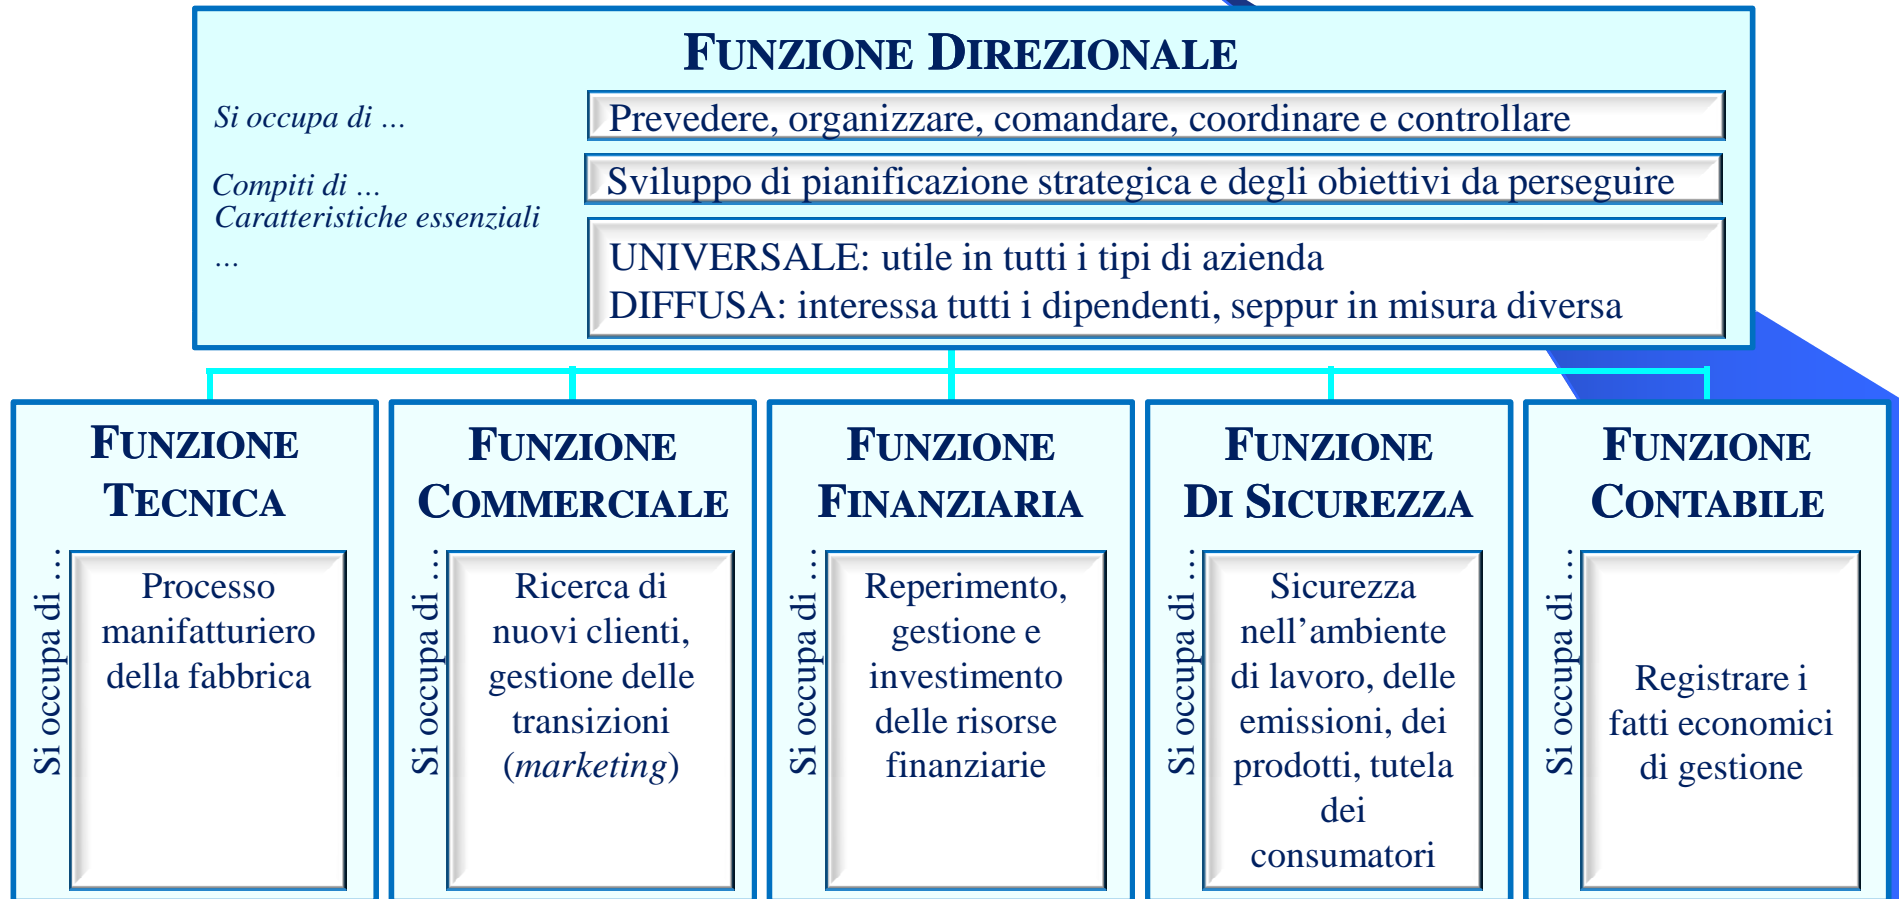 FUNZIONE DIREZIONALE
Si occupa di ...
Prevedere, organizzare, comandare, coordinare e controllare
Compiti di ...
Sviluppo di pianificazione strategica e degli obiettivi da perseguire
Caratteristiche essenziali
...
UNIVERSALE: utile in tutti i tipi di azienda
DIFFUSA: interessa tutti i dipendenti, seppur in misura diversa
FUNZIONE
TECNICA
Si occupa di ...
Processo
manifatturiero
della fabbrica
FUNZIONE
COMMERCIALE
Si occupa di ...
Ricerca di
nuovi clienti,
gestione delle
transizioni
(marketing)
FUNZIONE
FINANZIARIA
Si occupa di ...
Reperimento,
gestione e
investimento
delle risorse
finanziarie
FUNZIONE
DI SICUREZZA
Si occupa di ...
Sicurezza
nell’ambiente
di lavoro, delle
emissioni, dei
prodotti, tutela
dei
consumatori
FUNZIONE
CONTABILE
Si occupa di ...
Registrare i
fatti economici
di gestione